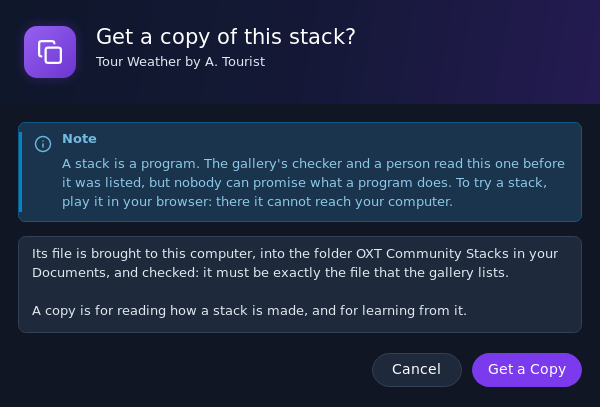 Get a copy of this stack?
Tour Weather by A. Tourist
Note
A stack is a program. The gallery's checker and a person read this one before
it was listed, but nobody can promise what a program does. To try a stack,
play it in your browser: there it cannot reach your computer.
Its file is brought to this computer, into the folder OXT Community Stacks in your
Documents, and checked: it must be exactly the file that the gallery lists.
A copy is for reading how a stack is made, and for learning from it.
Cancel
Get a Copy